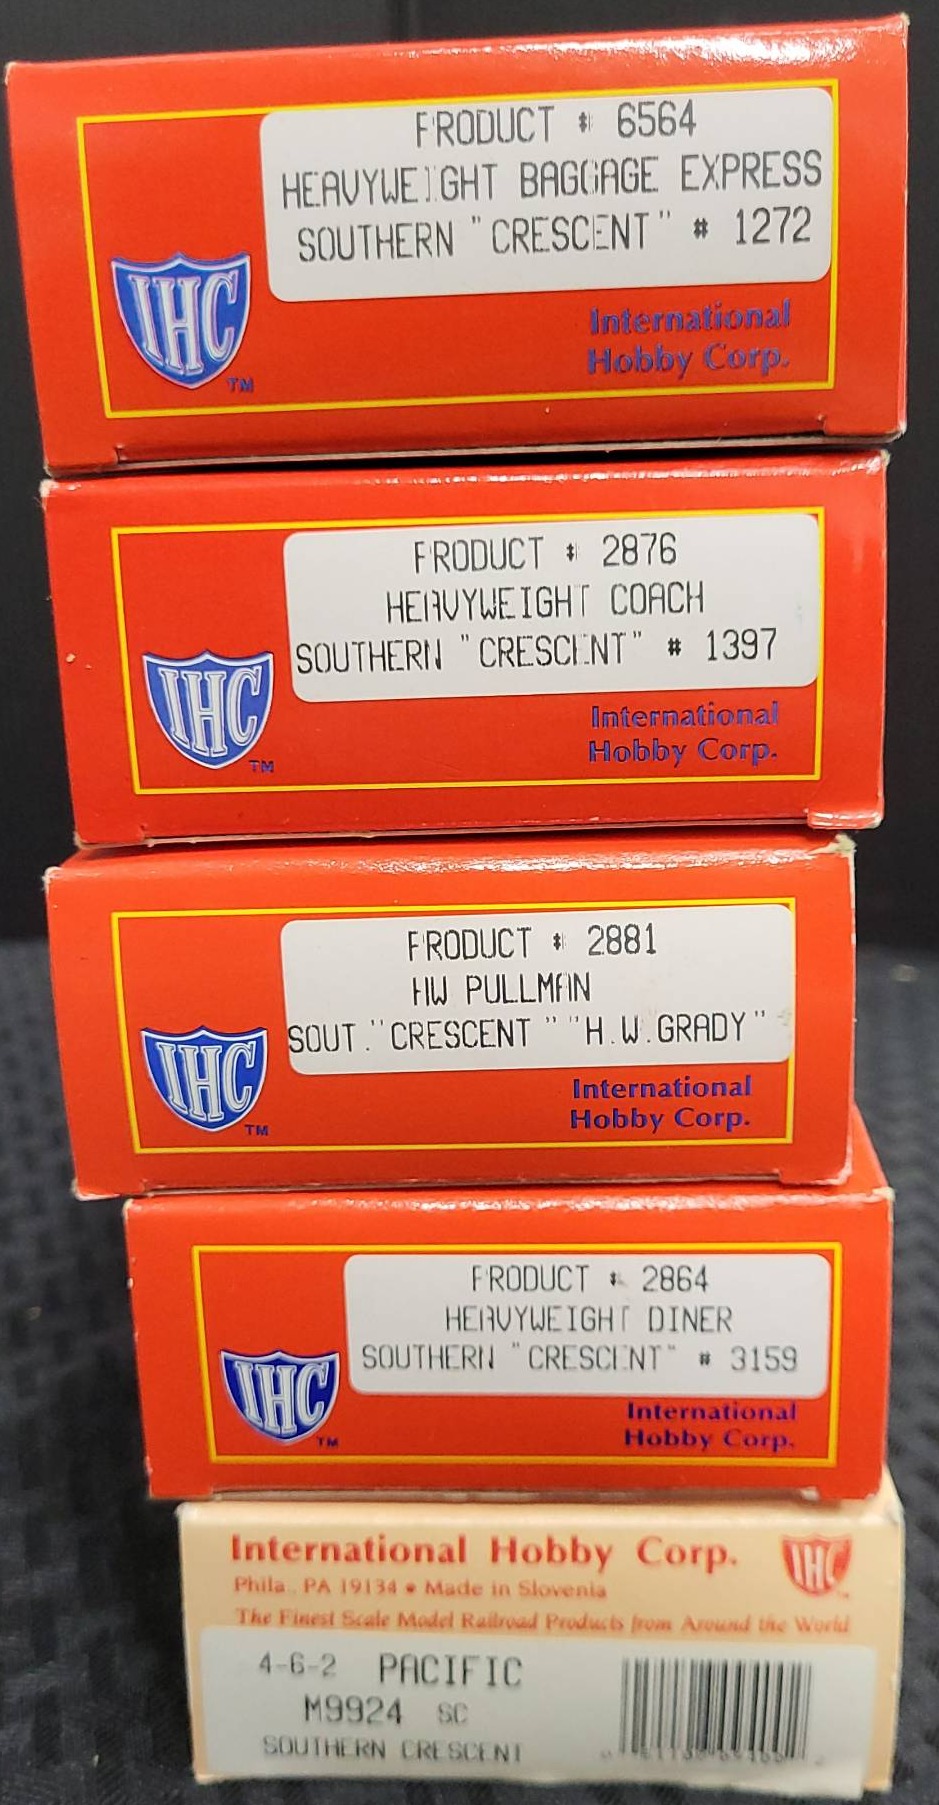 PRODUCT # 6564
HEAVYWEIGHT BAGGAGE EXPRESS
SOUTHERN "CRESCENT" # 1272
IHC
TM
International
Hobby Corp.
PRODUCT # 2876
HEAVYWEIGHT COACH
SOUTHERN "CRESCENT" # 1397
IHC
TM
International
Hobby Corp.
PRODUCT # 2881
HW PULLMAN
SOUT. "CRESCENT" "H.W.GRADY"
IHC
TM
International
Hobby Corp.
PRODUCT # 2864
HEAVYWEIGHT DINER
SOUTHERN "CRESCENT" # 3159
IHC
TM
International
Hobby Corp.
International Hobby Corp.
IHC
Phila., PA 19134 • Made in Slovenia
The Finest Scale Model Railroad Products from Around the World
4-6-2 PACIFIC
M9924 SC
SOUTHERN CRESCENT